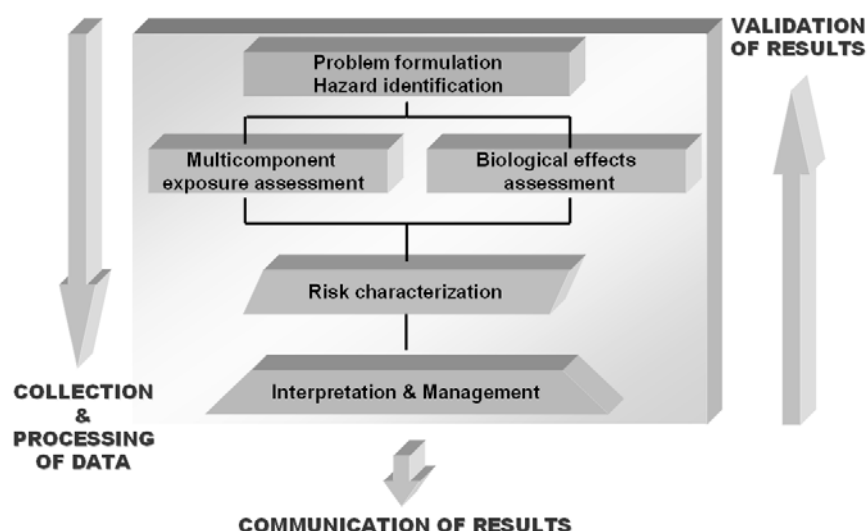 VALIDATION
OF RESULTS
Problem formulation
Hazard identification
Multicomponent
exposure assessment
Biological effects
assessment
Risk characterization
Interpretation & Management
COLLECTION
&
PROCESSING
OF DATA
COMMUNICATION OF RESULTS